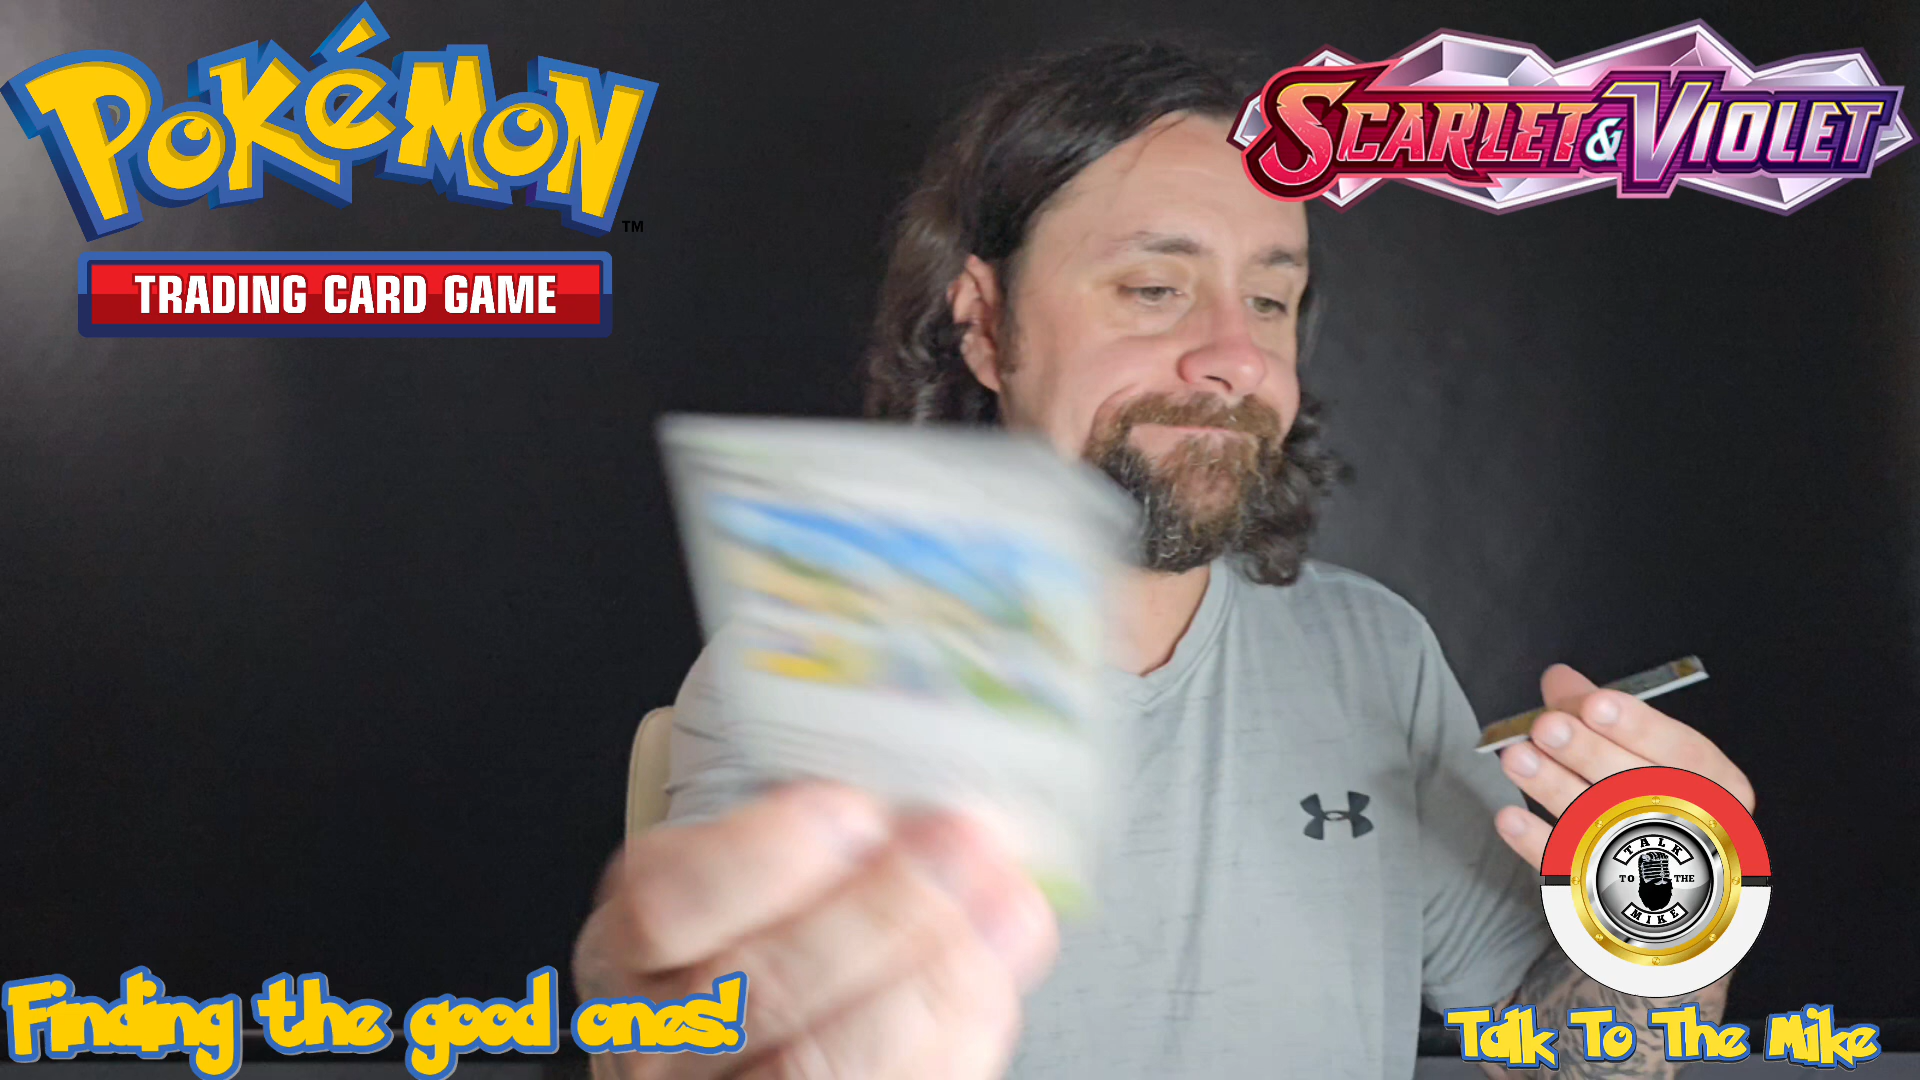 POKéMON
TM
TRADING CARD GAME
SCARLET & VIOLET
TALK
TO THE
MIKE
Finding the good ones!
Talk To The Mike